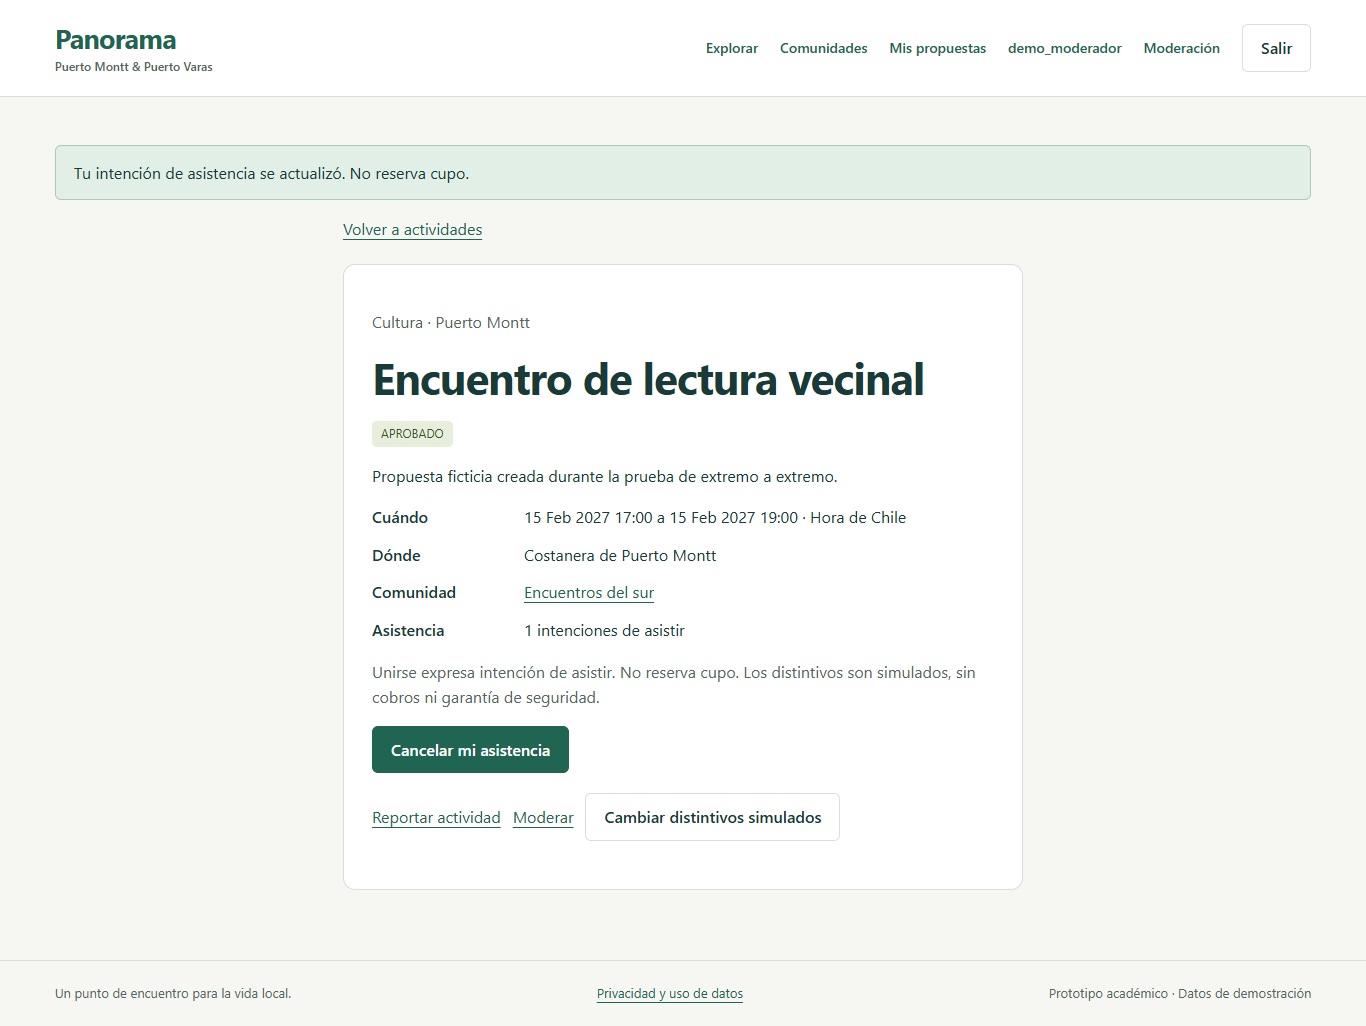 Panorama
Puerto Montt & Puerto Varas
Explorar
Comunidades
Mis propuestas
demo_moderador
Moderación
Salir
Tu intención de asistencia se actualizó. No reserva cupo.
Volver a actividades
Cultura · Puerto Montt
Encuentro de lectura vecinal
APROBADO
Propuesta ficticia creada durante la prueba de extremo a extremo.
Cuándo 15 Feb 2027 17:00 a 15 Feb 2027 19:00 · Hora de Chile
Dónde Costanera de Puerto Montt
Comunidad Encuentros del sur
Asistencia 1 intenciones de asistir
Unirse expresa intención de asistir. No reserva cupo. Los distintivos son simulados, sin
cobros ni garantía de seguridad.
Cancelar mi asistencia
Reportar actividad Moderar Cambiar distintivos simulados
Un punto de encuentro para la vida local.
Privacidad y uso de datos
Prototipo académico · Datos de demostración